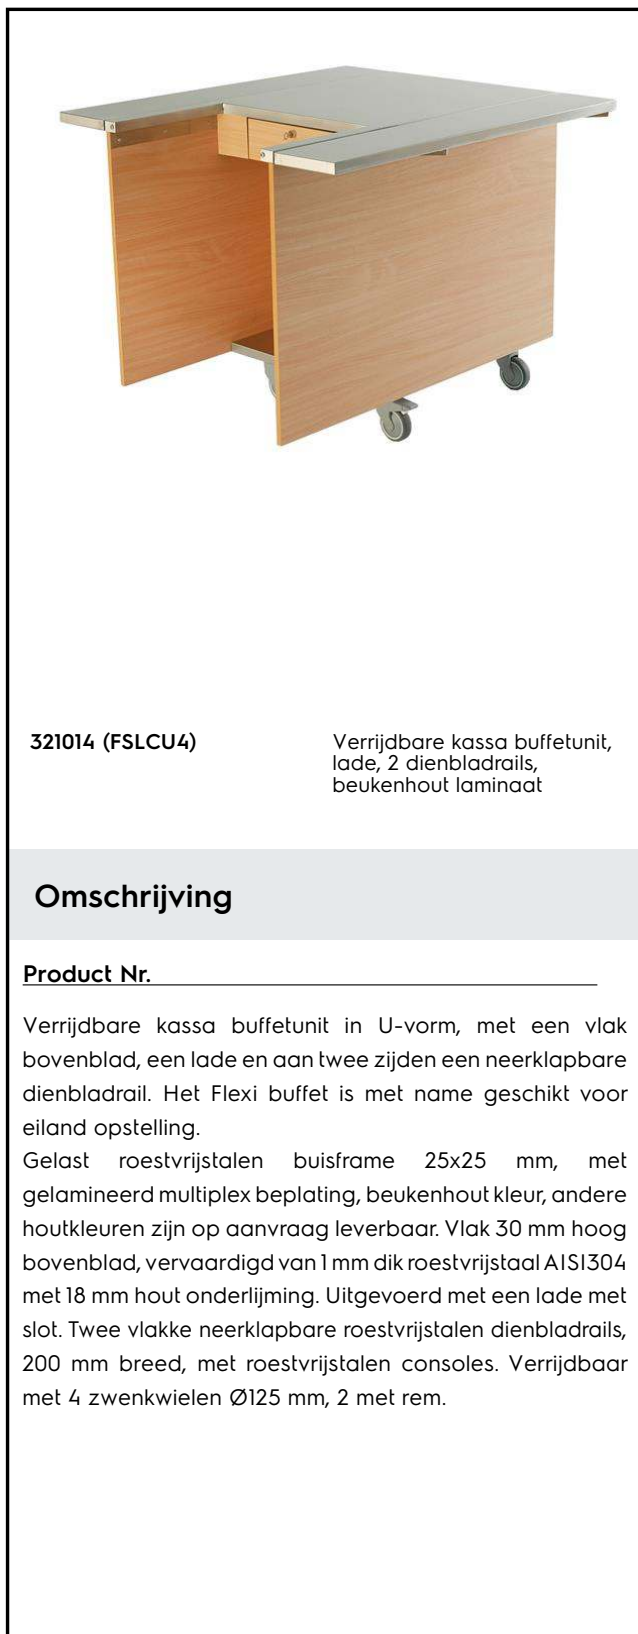 321014 (FSLCU4)
Verrijdbare kassa buffetunit,
lade, 2 dienbladrails,
beukenhout laminaat
Omschrijving
Product Nr.
Verrijdbare kassa buffetunit in U-vorm, met een vlak
bovenblad, een lade en aan twee zijden een neerklapbare
dienbladrail. Het Flexi buffet is met name geschikt voor
eiland opstelling.
Gelast roestvrijstalen buisframe 25x25 mm, met
gelamineerd multiplex beplating, beukenhout kleur, andere
houtkleuren zijn op aanvraag leverbaar. Vlak 30 mm hoog
bovenblad, vervaardigd van 1 mm dik roestvrijstaal AISI304
met 18 mm hout onderlijming. Uitgevoerd met een lade met
slot. Twee vlakke neerklapbare roestvrijstalen dienbladrails,
200 mm breed, met roestvrijstalen consoles. Verrijdbaar
met 4 zwenkwielen Ø125 mm, 2 met rem.